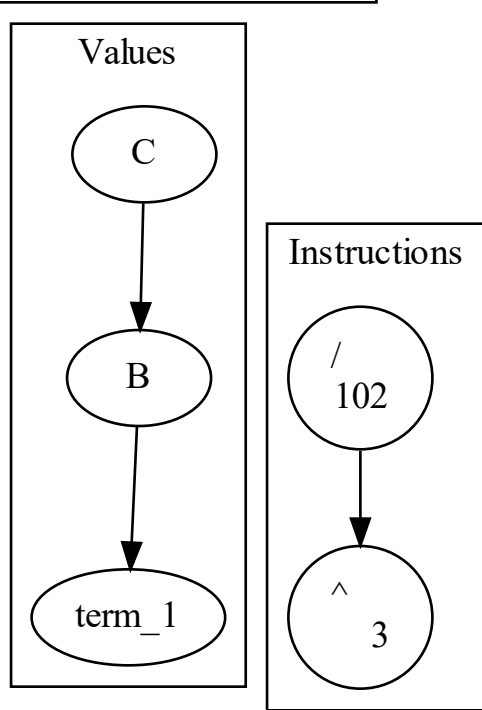 Values
C
B
term_1
Instructions
/
102
^
3